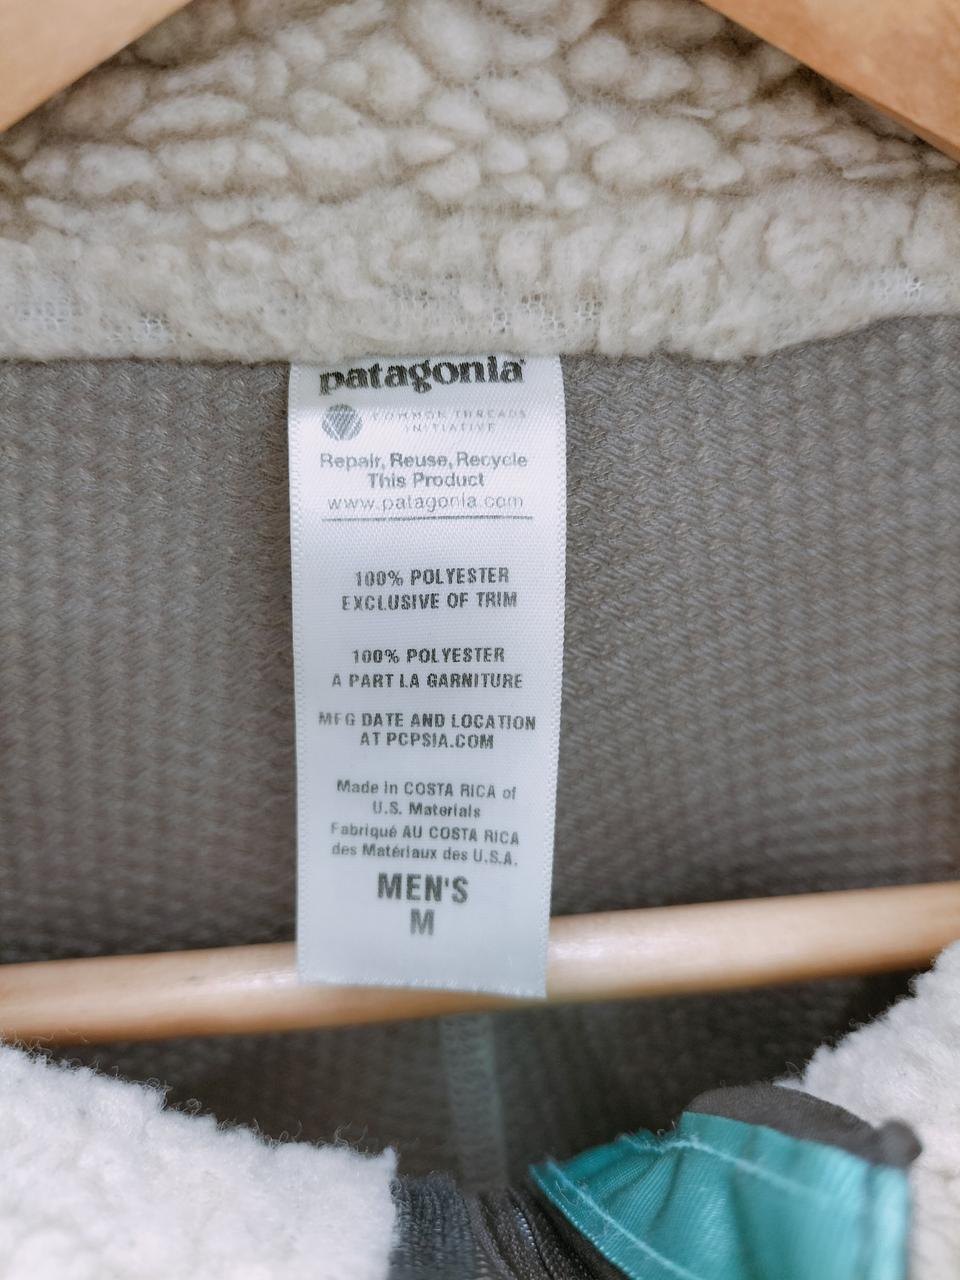 patagonia
COMMON THREADS
INITIATIVE
Repair, Reuse, Recycle
This Product
www.patagonia.com
100% POLYESTER
EXCLUSIVE OF TRIM
100% POLYESTER
A PART LA GARNITURE
MFG DATE AND LOCATION
AT PCPSIA.COM
Made in COSTA RICA of
U.S. Materials
Fabriqué AU COSTA RICA
des Matériaux des U.S.A.
MEN'S
M